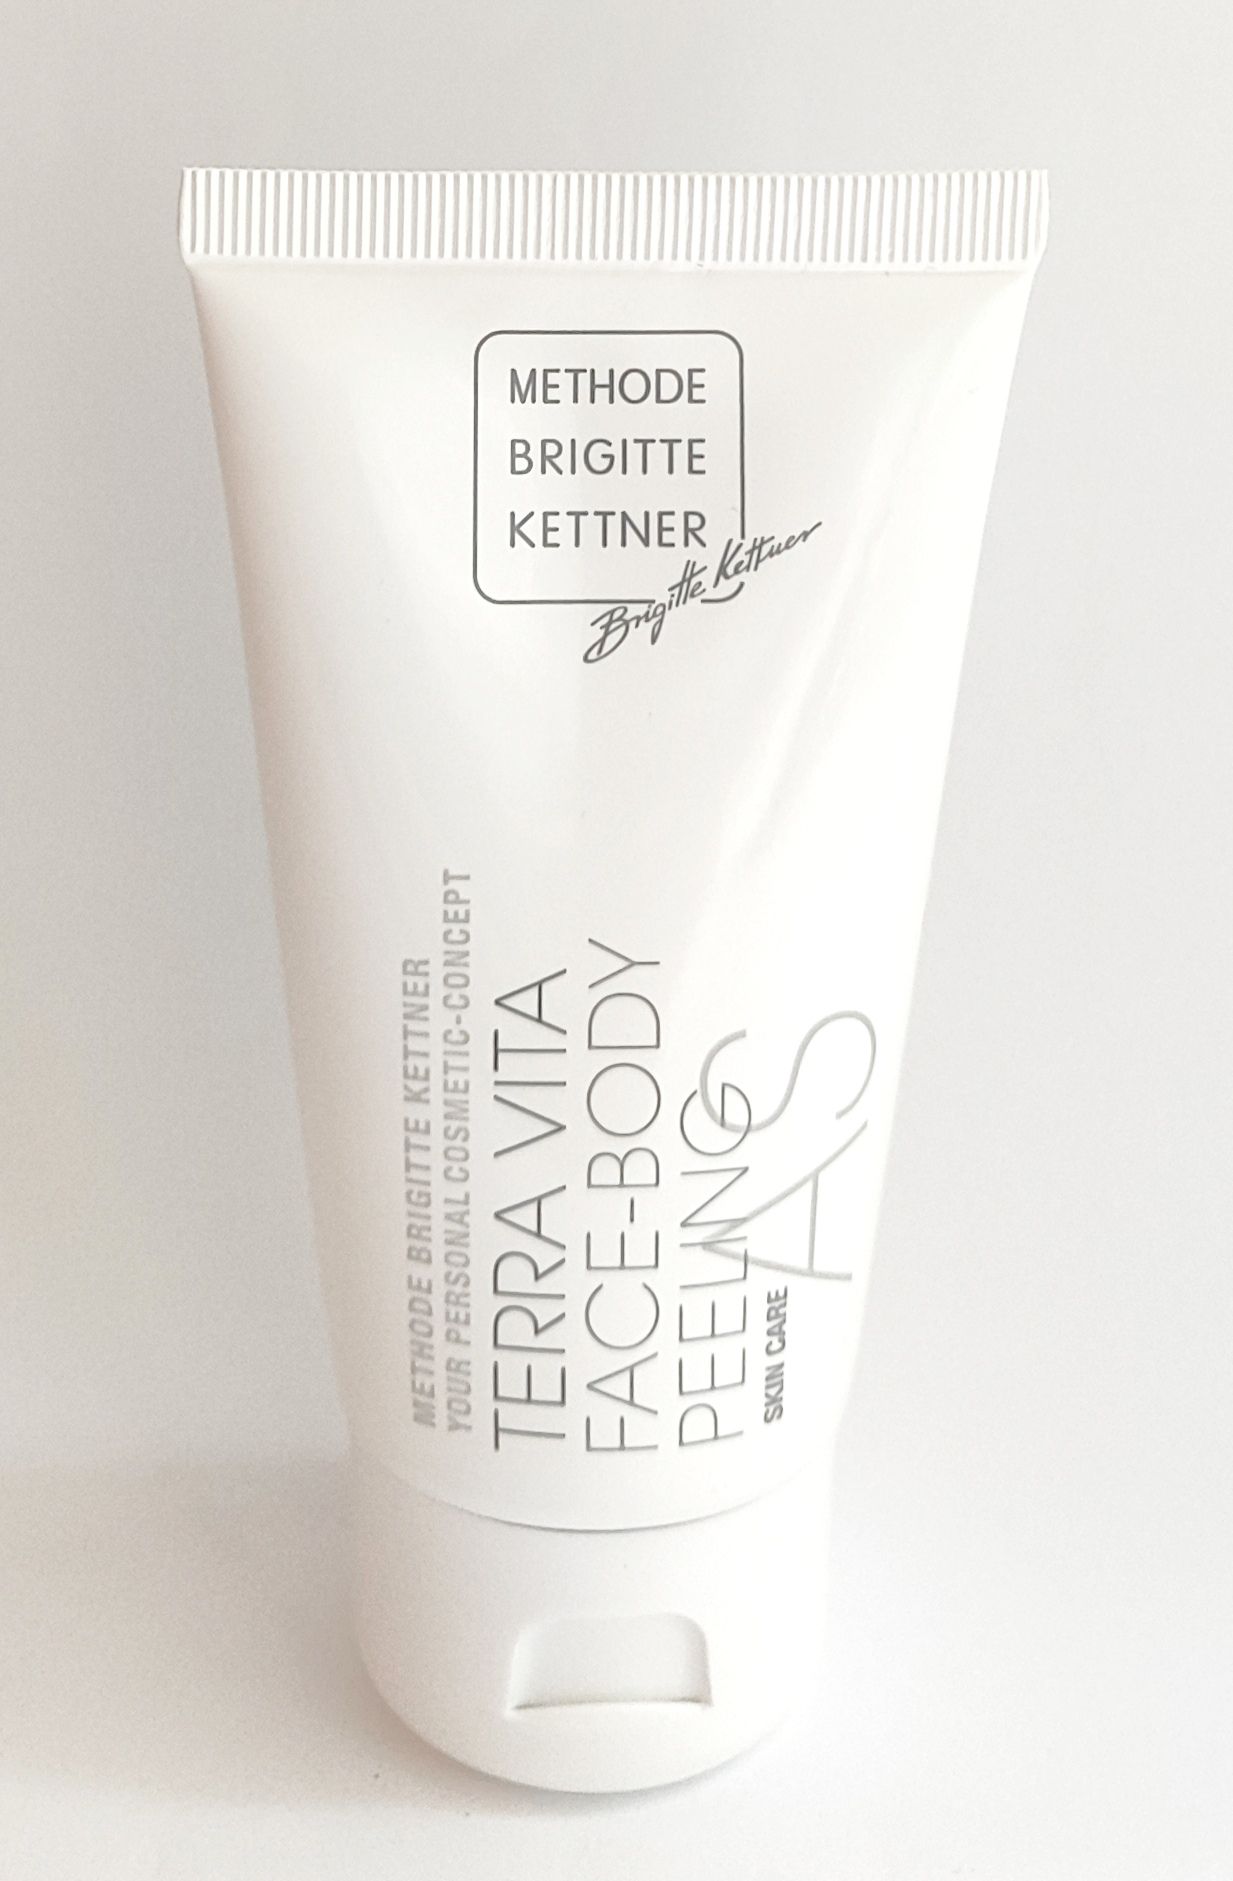 METHODE
BRIGITTE
KETTNER
Brigitte Kettner
METHODE BRIGITTE KETTNER
YOUR PERSONAL COSMETIC-CONCEPT
TERRA VITA
FACE-BODY
PEELING
SKIN CARE
AS